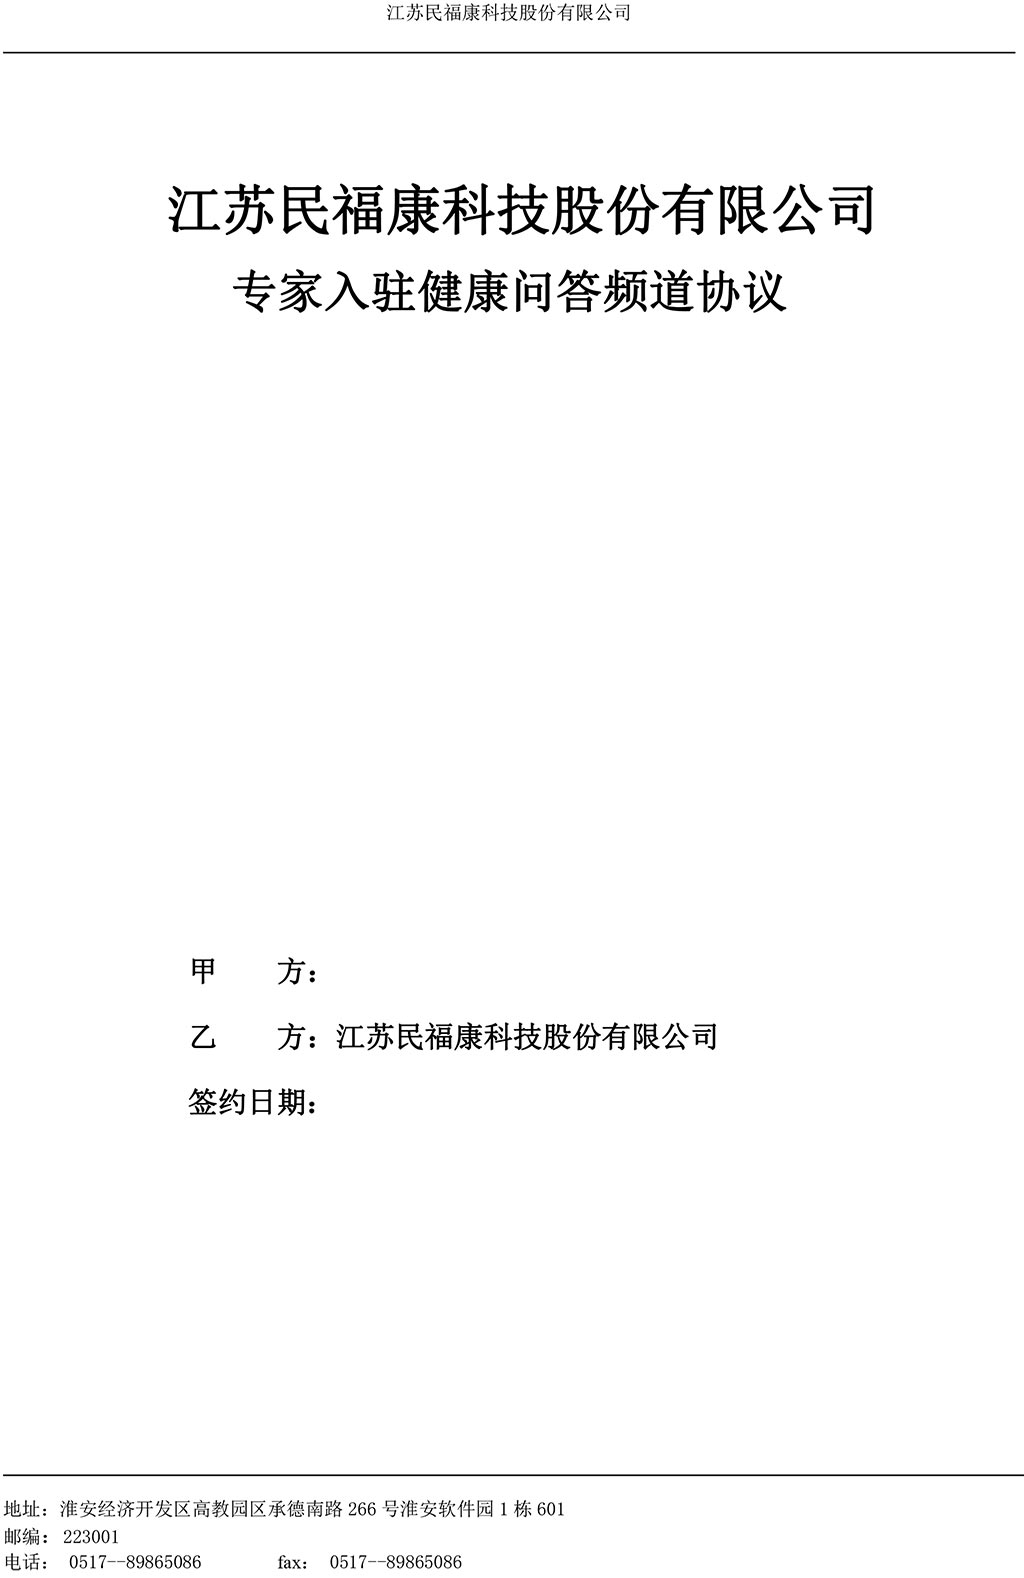 江苏民福康科技股份有限公司
江苏民福康科技股份有限公司
专家入驻健康问答频道协议
甲　　方：
乙　　方：江苏民福康科技股份有限公司
签约日期：
地址：淮安经济开发区高教园区承德南路 266 号淮安软件园 1 栋 601
邮编：223001
电话： 0517--89865086 fax： 0517--89865086